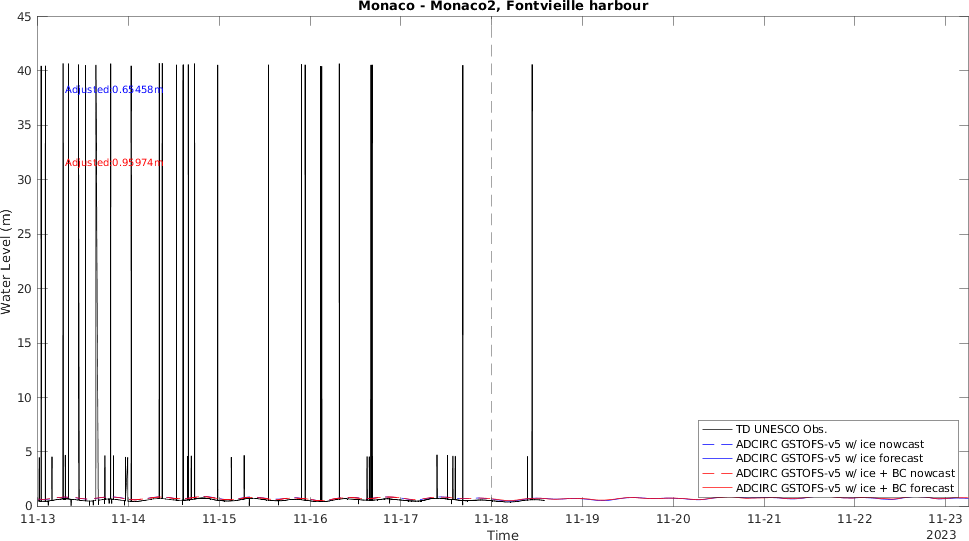 Monaco - Monaco2, Fontvieille harbour
Water Level (m)
45
40
35
30
25
20
15
10
5
0
Adjusted 0.65458m
Adjusted 0.95974m
TD UNESCO Obs.
ADCIRC GSTOFS-v5 w/ ice nowcast
ADCIRC GSTOFS-v5 w/ ice forecast
ADCIRC GSTOFS-v5 w/ ice + BC nowcast
ADCIRC GSTOFS-v5 w/ ice + BC forecast
11-13 11-14 11-15 11-16 11-17 11-18 11-19 11-20 11-21 11-22 11-23
Time
2023